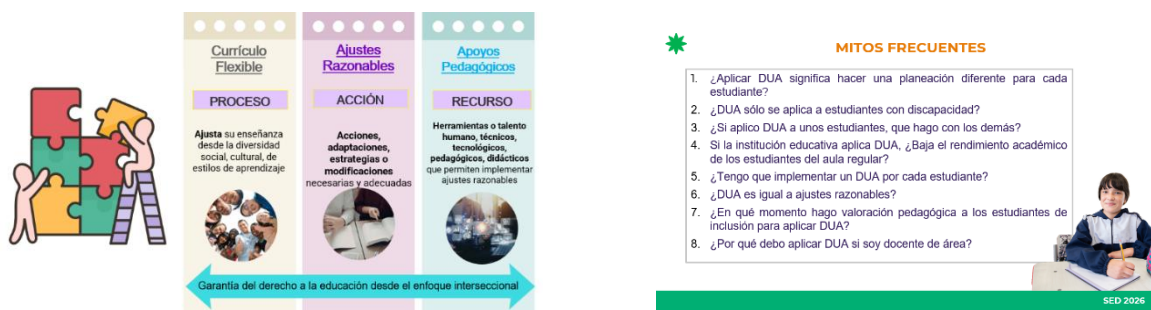 Currículo
Flexible
PROCESO
Ajusta su enseñanza
desde la diversidad
social, cultural, de
estilos de aprendizaje
Ajustes
Razonables
ACCIÓN
Acciones,
adaptaciones,
estrategias o
modificaciones
necesarias y adecuadas
Apoyos
Pedagógicos
RECURSO
Herramientas o talento
humano, técnicos,
tecnológicos,
pedagógicos, didácticos
que permiten implementar
ajustes razonables
Garantía del derecho a la educación desde el enfoque interseccional
MITOS FRECUENTES
1. ¿Aplicar DUA significa hacer una planeación diferente para cada
estudiante?
2. ¿DUA sólo se aplica a estudiantes con discapacidad?
3. ¿Si aplico DUA a unos estudiantes, que hago con los demás?
4. Si la institución educativa aplica DUA, ¿Baja el rendimiento académico
de los estudiantes del aula regular?
5. ¿Tengo que implementar un DUA por cada estudiante?
6. ¿DUA es igual a ajustes razonables?
7. ¿En qué momento hago valoración pedagógica a los estudiantes de
inclusión para aplicar DUA?
8. ¿Por qué debo aplicar DUA si soy docente de área?
SED 2026